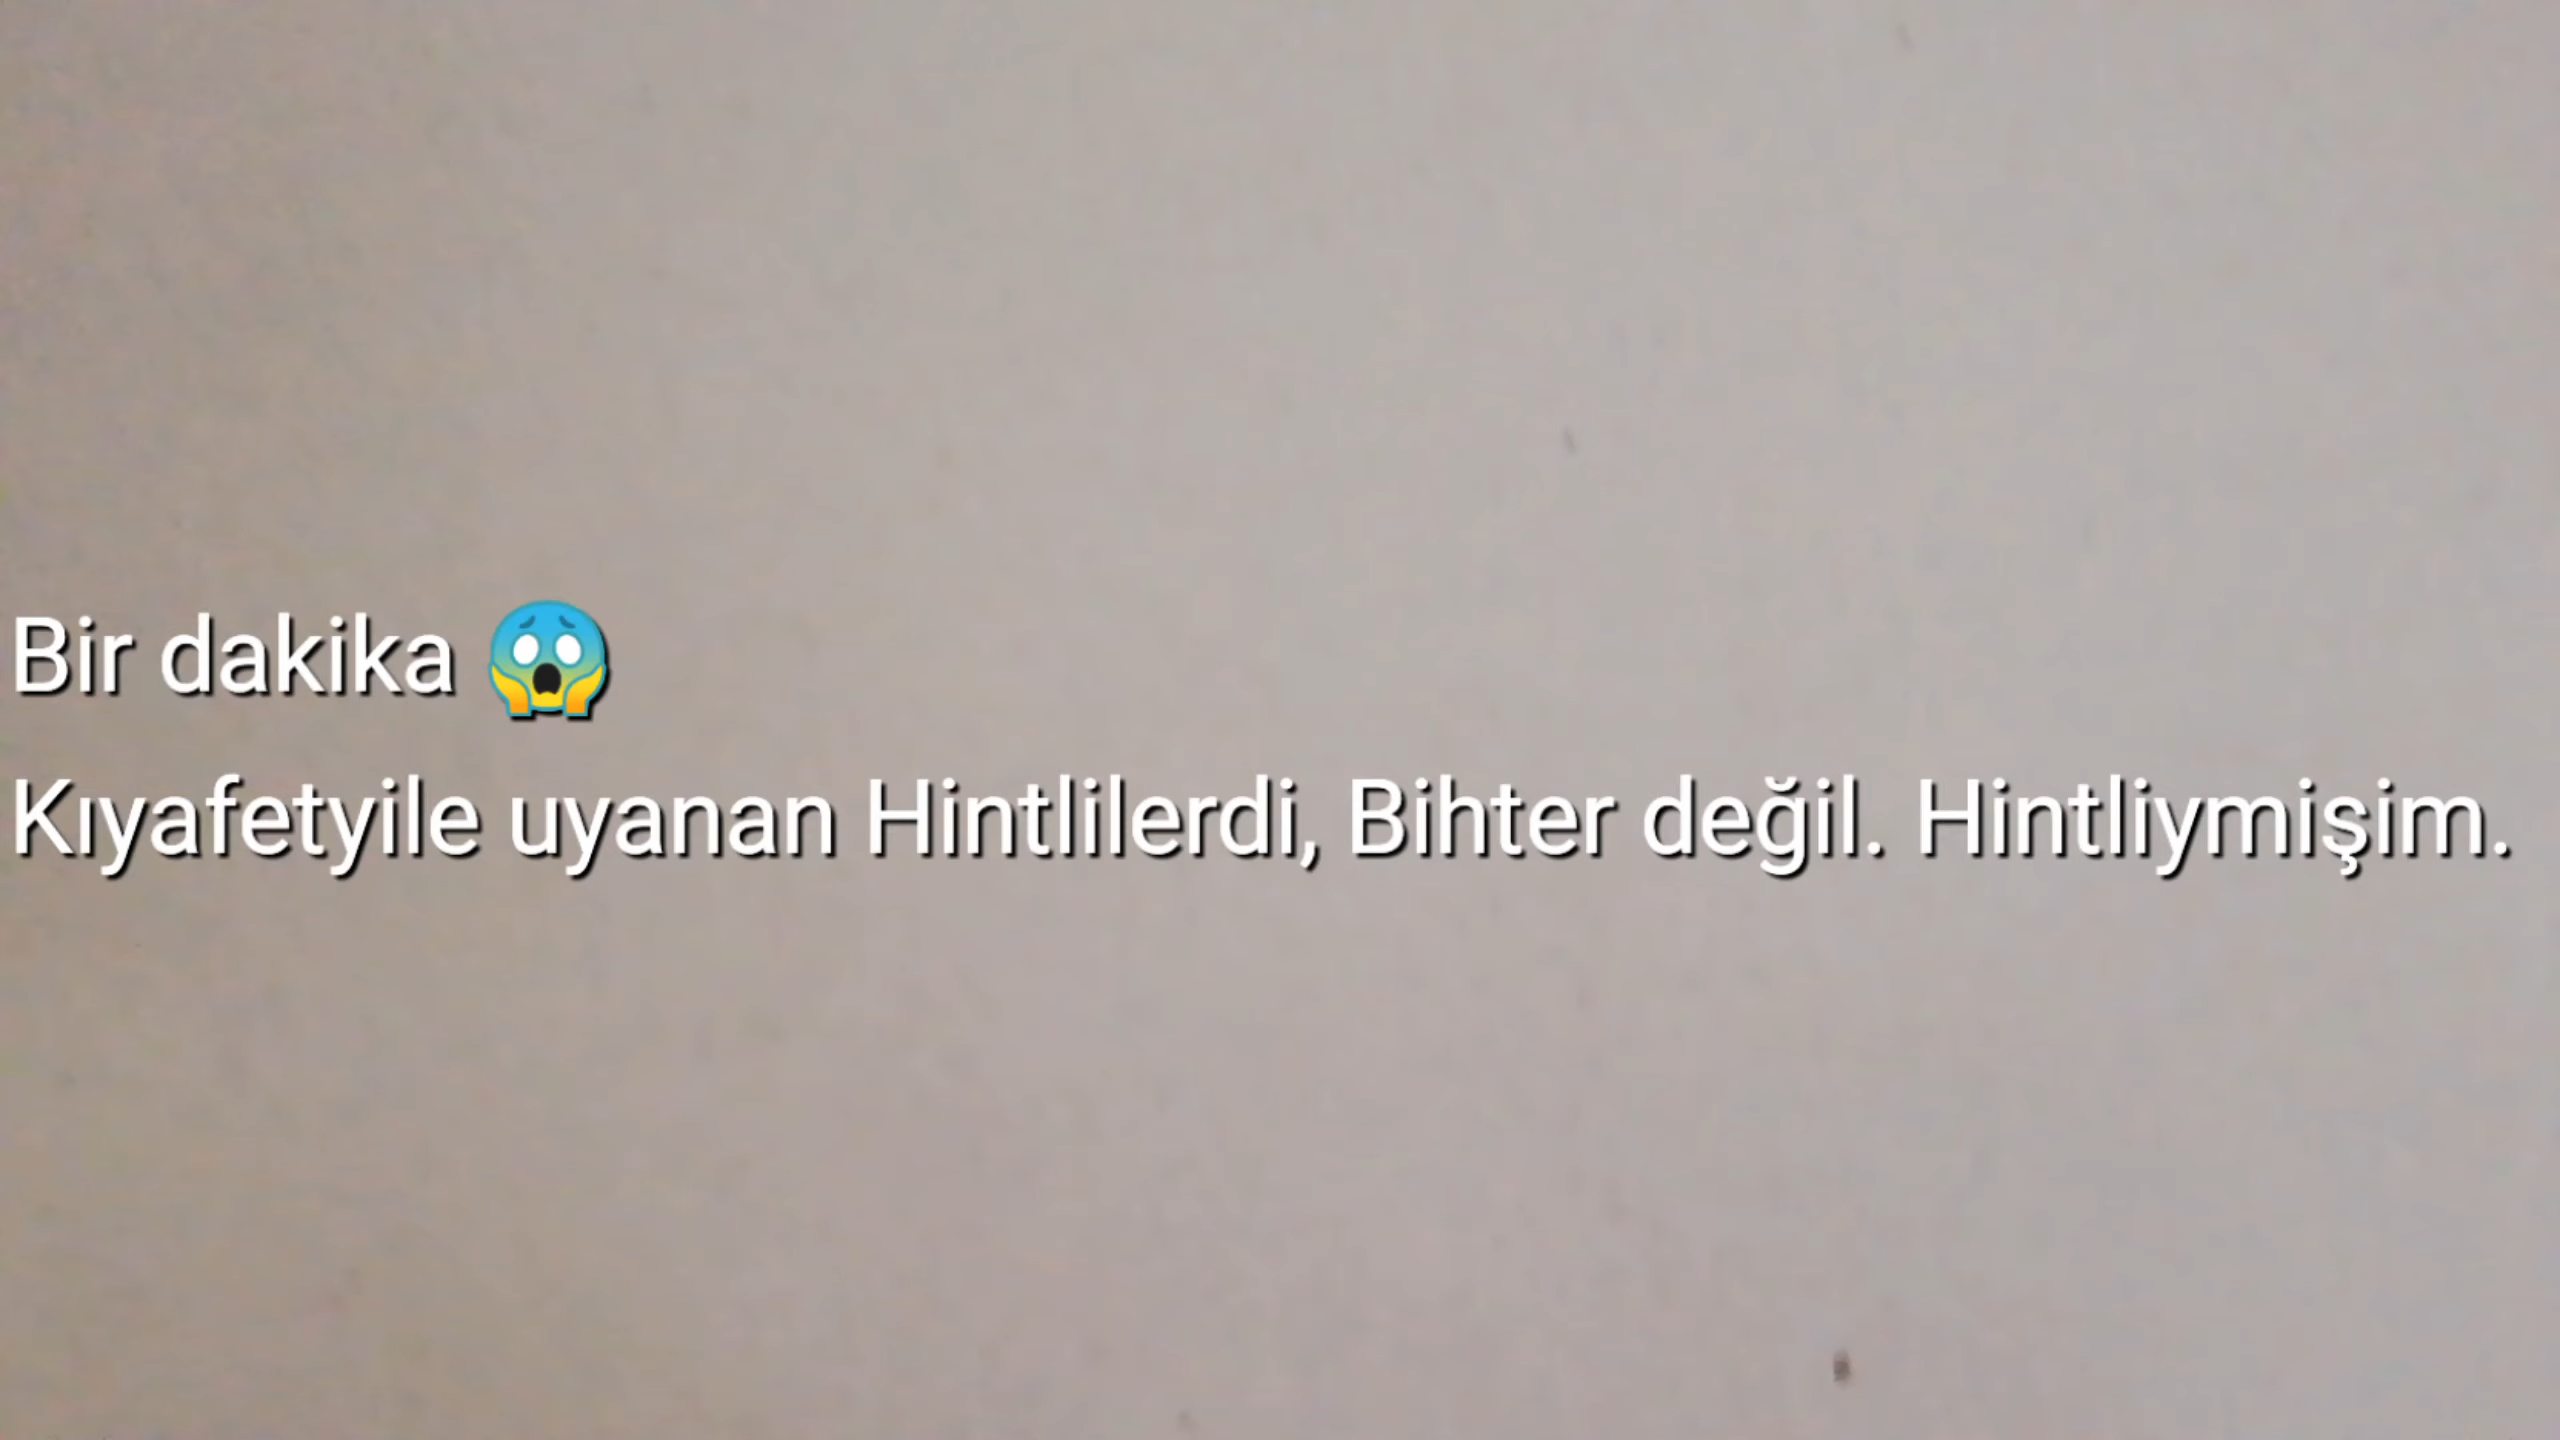 Bir dakika 😱
Kıyafetyile uyanan Hintlilerdi, Bihter değil. Hintliymişim.